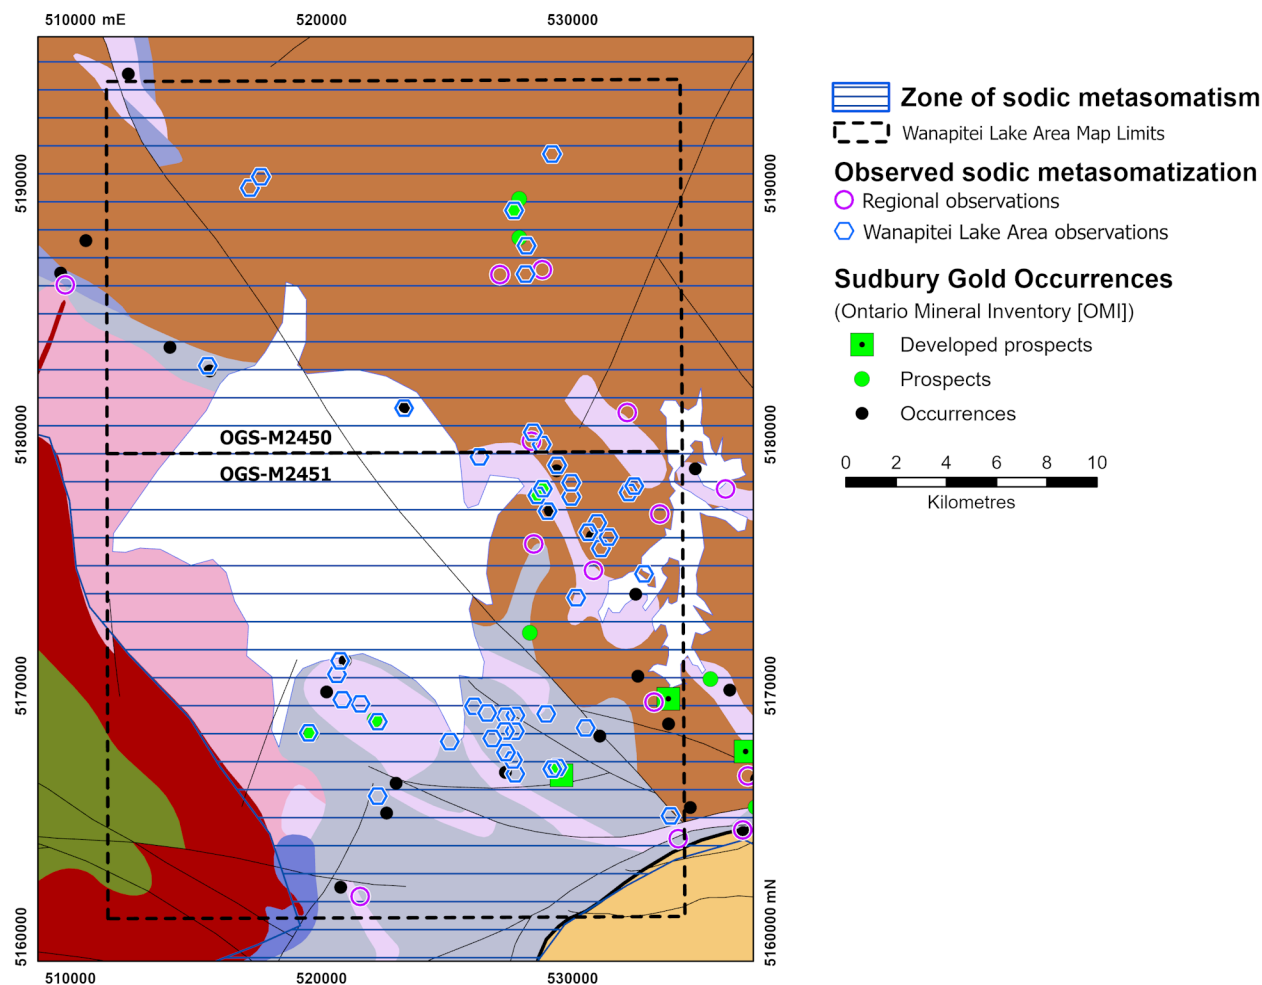 510000 mE 520000 530000
Zone of sodic metasomatism
Wanapitei Lake Area Map Limits
5190000 5190000
Observed sodic metasomatization
Regional observations
Wanapitei Lake Area observations
Sudbury Gold Occurrences
(Ontario Mineral Inventory [OMI])
Developed prospects
Prospects
Occurrences
5180000 5180000
OGS-M2450
OGS-M2451
0 2 4 6 8 10
Kilometres
5170000 5170000
5160000 5160000 mN
510000 520000 530000